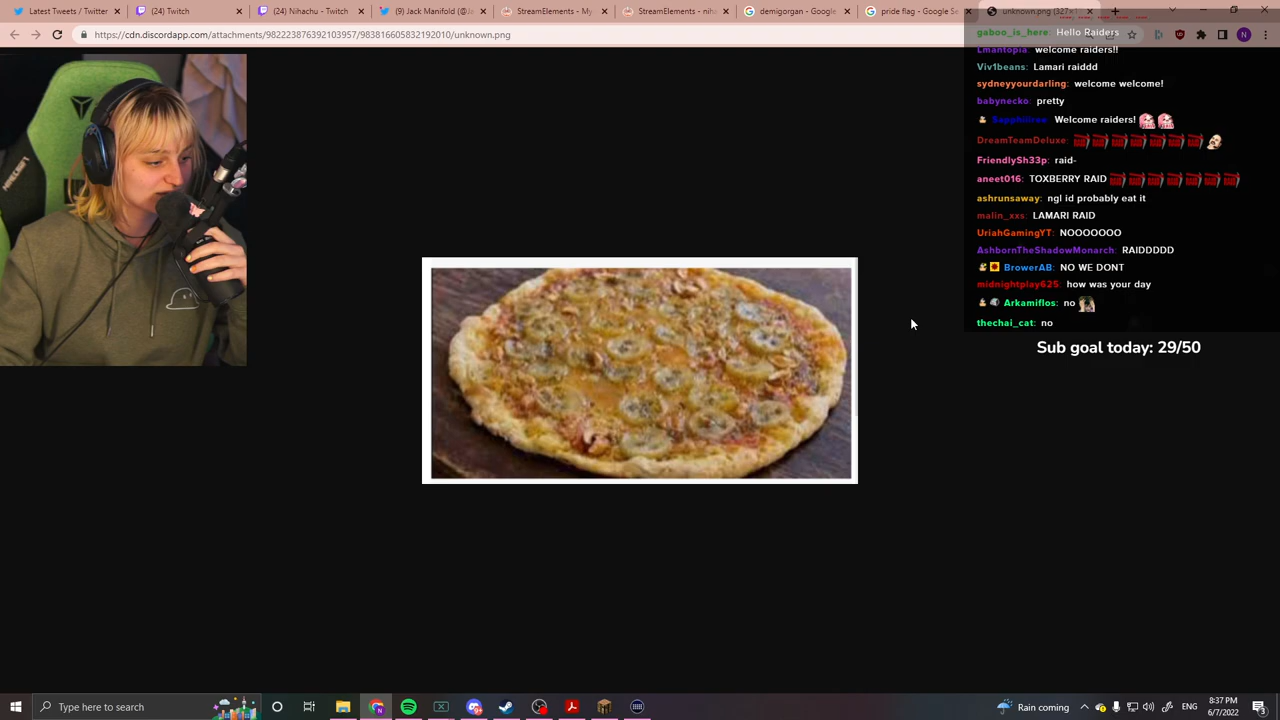 Latest Tweets / Twitter
(24) Twitch
(24) Nihachu - Twitch
(9) Jack Manifold (@Ja
StreamElements - My
StreamElements - niha
demigorgan - Google
pride flag - Google Se
unknown.png (327×1
https://cdn.discordapp.com/attachments/982223876392103957/983816605832192010/unknown.png
N
gaboo_is_here: Hello Raiders
Lmantopia: welcome raiders!!
Viv1beans: Lamari raiddd
sydneyyourdarling: welcome welcome!
babynecko: pretty
Welcome raiders!
DreamTeamDeluxe:
FriendlySh33p: raid-
aneet016: TOXBERRY RAID
ashrunsaway: ngl id probably eat it
malin_xxs: LAMARI RAID
UriahGamingYT: NOOOOOOO
AshbornTheShadowMonarch: RAIDDDDD
BrowerAB: NO WE DONT
midnightplay625: how was your day
Arkamiflos: no
thechai_cat: no
Sub goal today: 29/50
Type here to search
Rain coming
ENG
8:37 PM
6/7/2022